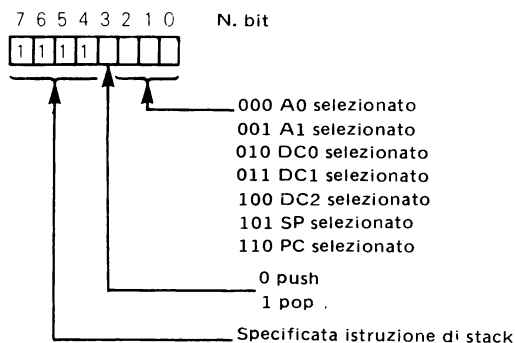 7 6 5 4 3 2 1 0 N. bit
1 1 1 1
000 A0 selezionato
001 A1 selezionato
010 DC0 selezionato
011 DC1 selezionato
100 DC2 selezionato
101 SP selezionato
110 PC selezionato
0 push
1 pop .
Specificata istruzione di stack